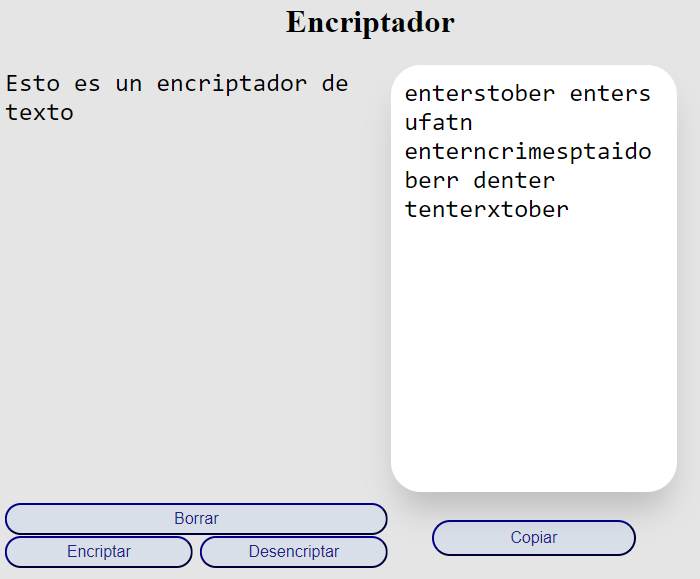 Encriptador
Esto es un encriptador de
texto
enterstober enters
ufatn
enterncrimesptaido
berr denter
tenterxtober
Borrar
Encriptar
Desencriptar
Copiar